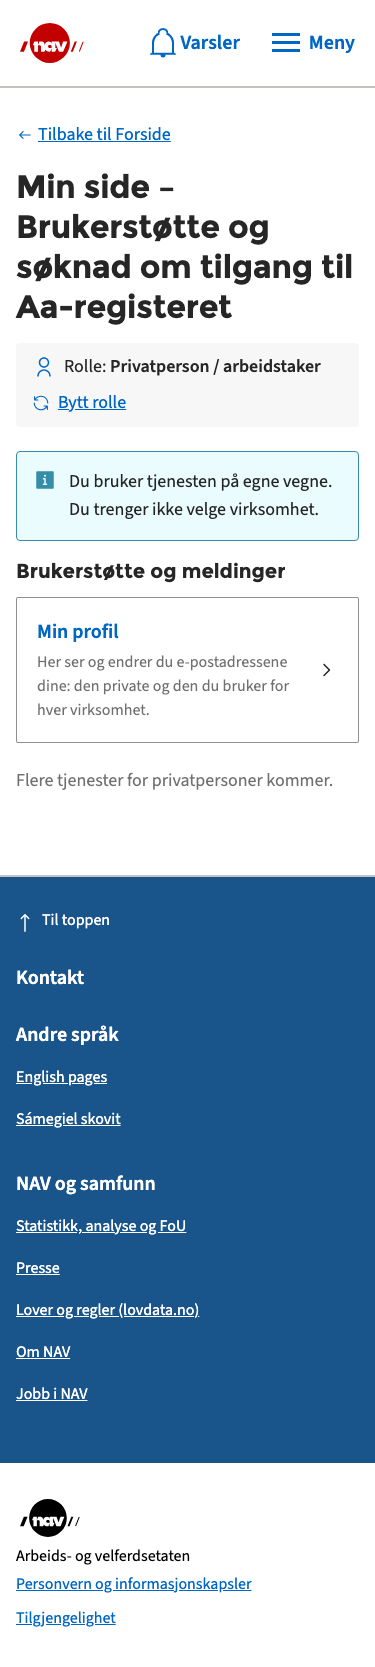 nav
Varsler
Meny
Tilbake til Forside
Min side –
Brukerstøtte og
søknad om tilgang til
Aa-registeret
Rolle: Privatperson / arbeidstaker
Bytt rolle
Du bruker tjenesten på egne vegne.
Du trenger ikke velge virksomhet.
Brukerstøtte og meldinger
Min profil
Her ser og endrer du e-postadressene
dine: den private og den du bruker for
hver virksomhet.
Flere tjenester for privatpersoner kommer.
Til toppen
Kontakt
Andre språk
English pages
Sámegiel skovit
NAV og samfunn
Statistikk, analyse og FoU
Presse
Lover og regler (lovdata.no)
Om NAV
Jobb i NAV
nav
Arbeids- og velferdsetaten
Personvern og informasjonskapsler
Tilgjengelighet